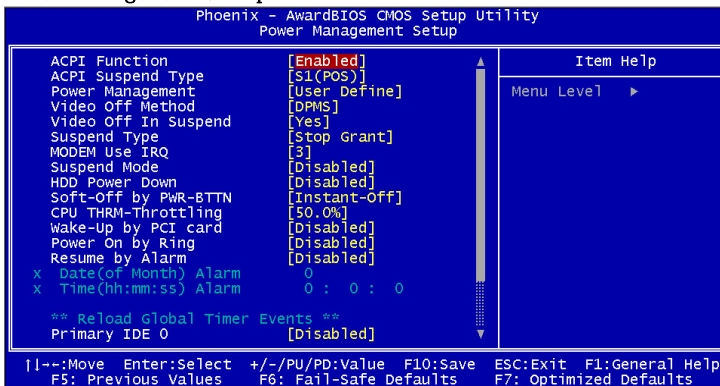 Phoenix - AwardBIOS CMOS Setup Utility
Power Management Setup
ACPI Function [Enabled]
ACPI Suspend Type [S1(POS)]
Power Management [User Define]
Video Off Method [DPMS]
Video Off In Suspend [Yes]
Suspend Type [Stop Grant]
MODEM Use IRQ [3]
Suspend Mode [Disabled]
HDD Power Down [Disabled]
Soft-Off by PWR-BTTN [Instant-Off]
CPU THRM-Throttling [50.0%]
Wake-Up by PCI card [Disabled]
Power On by Ring [Disabled]
Resume by Alarm [Disabled]
x Date(of Month) Alarm 0
x Time(hh:mm:ss) Alarm 0 : 0 : 0
** Reload Global Timer Events **
Primary IDE 0 [Disabled]
Item Help
Menu Level ►
↑↓→←:Move Enter:Select +/-/PU/PD:Value F10:Save ESC:Exit F1:General Help
F5: Previous Values F6: Fail-Safe Defaults F7: Optimized Defaults